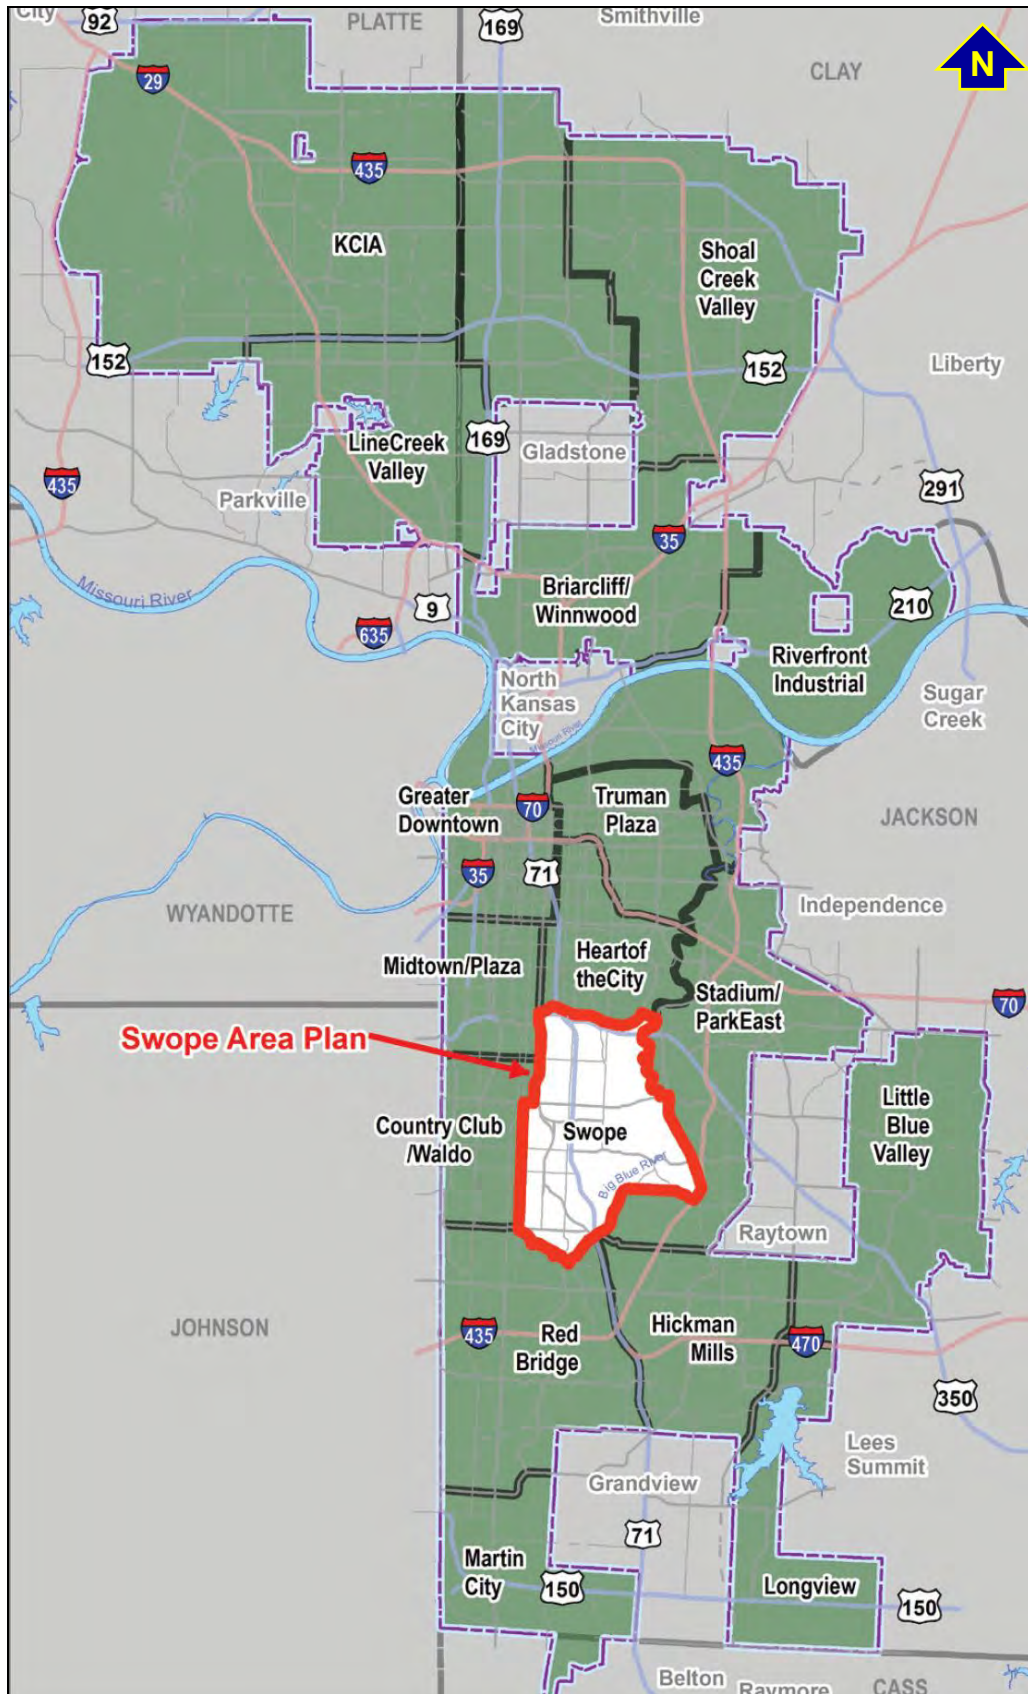 City
92
PLATTE
169
Smithville
CLAY
N
29
435
KCIA
Shoal
Creek
Valley
152
152
Liberty
169
LineCreek
Valley
Gladstone
435
Parkville
291
35
Missouri River
9
Briarcliff/
Winnwood
210
635
Riverfront
Industrial
North
Kansas
City
Sugar
Creek
Missouri River
435
Greater
Downtown
70
Truman
Plaza
JACKSON
35
71
WYANDOTTE
Independence
Midtown/Plaza
Heartof
theCity
Stadium/
ParkEast
70
Swope Area Plan
Little
Blue
Valley
Country Club
/Waldo
Swope
Big Blue River
Raytown
JOHNSON
435
Red
Bridge
Hickman
Mills
470
350
Lees
Summit
Grandview
71
Martin
City
150
Longview
150
Belton
Raymore
CASS